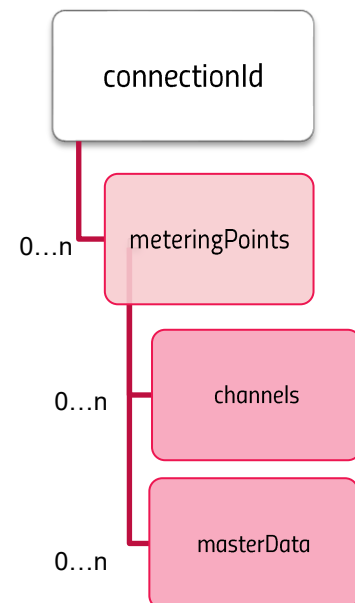 connectionId
0...n
meteringPoints
0...n
channels
0...n
masterData